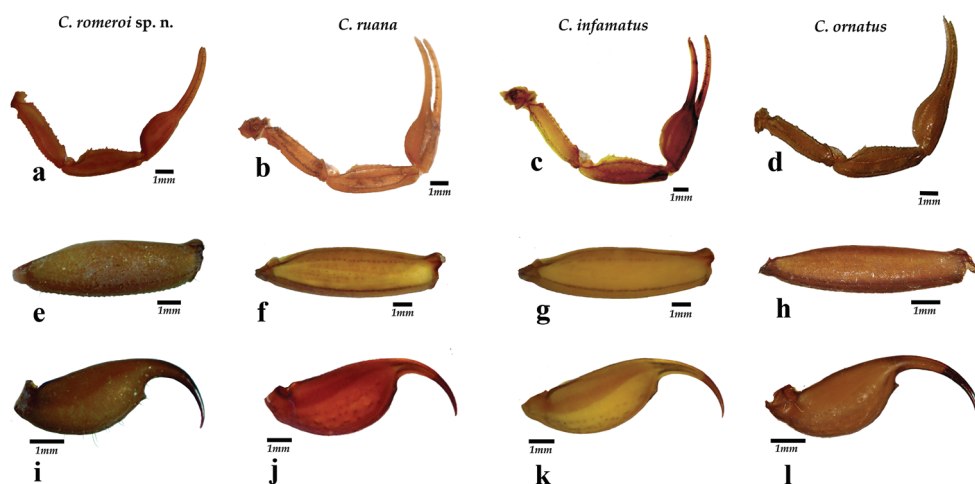 C. romeroi sp. n.
C. ruana
C. infamatus
C. ornatus
a
1mm
b
1mm
c
1mm
d
1mm
e
1mm
f
1mm
g
1mm
h
1mm
i
1mm
j
1mm
k
1mm
l
1mm